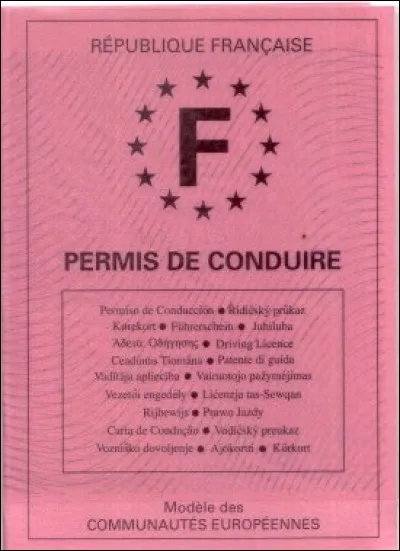 RÉPUBLIQUE FRANÇAISE
F
PERMIS DE CONDUIRE
Permiso de Conducción ● Řidičský průkaz
Kørekort ● Führerschein ● Juhiluba
Άδεια Οδήγησης ● Driving Licence
Ceadúnas Tiomána ● Patente di guida
Vadītāja apliecība ● Vairuotojo pažymėjimas
Vezetői engedély ● Liċenzja tas-Sewqan
Rijbewijs ● Prawo Jazdy
Carta de Condução ● Vodičský preukaz
Vozniško dovoljenje ● Ajokortti ● Körkort
Modèle des
COMMUNAUTÉS EUROPÉENNES